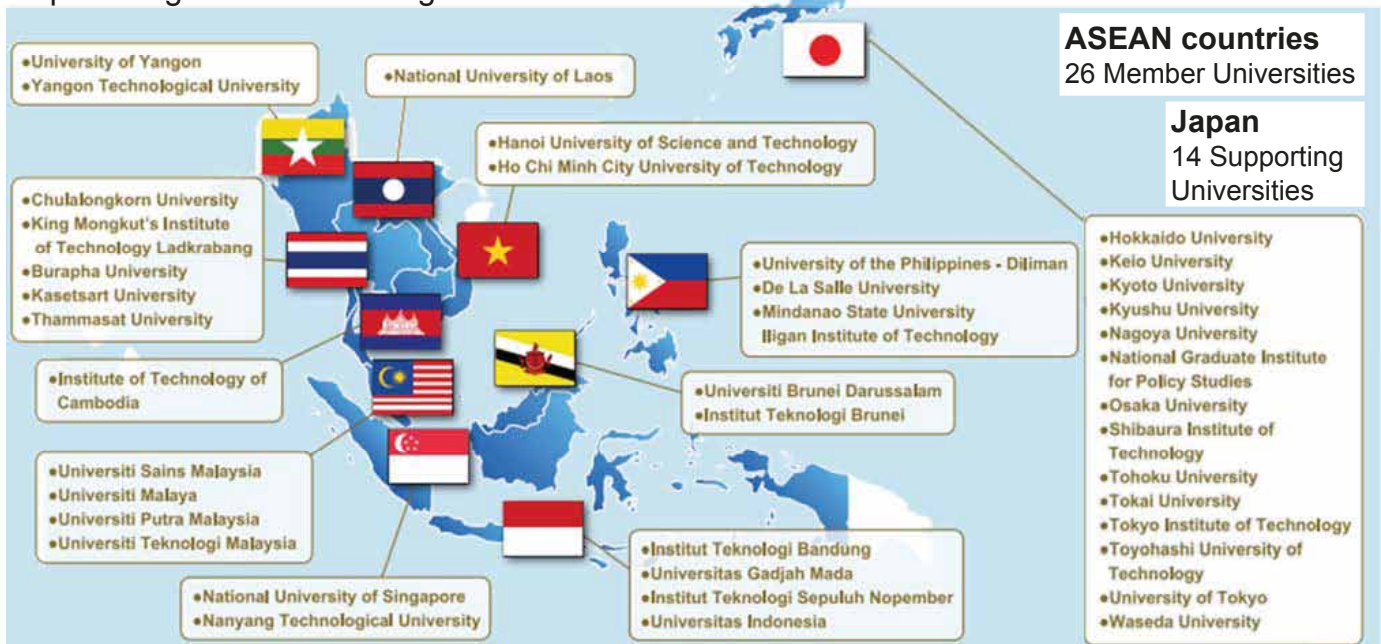 ASEAN countries
26 Member Universities
Japan
14 Supporting
Universities
●University of Yangon
●Yangon Technological University
●National University of Laos
●Hanoi University of Science and Technology
●Ho Chi Minh City University of Technology
●Chulalongkorn University
●King Mongkut's Institute
of Technology Ladkrabang
●Burapha University
●Kasetsart University
●Thammasat University
●University of the Philippines - Diliman
●De La Salle University
●Mindanao State University
Iligan Institute of Technology
●Institute of Technology of
Cambodia
●Universiti Brunei Darussalam
●Institut Teknologi Brunei
●Universiti Sains Malaysia
●Universiti Malaya
●Universiti Putra Malaysia
●Universiti Teknologi Malaysia
●National University of Singapore
●Nanyang Technological University
●Institut Teknologi Bandung
●Universitas Gadjah Mada
●Institut Teknologi Sepuluh Nopember
●Universitas Indonesia
●Hokkaido University
●Keio University
●Kyoto University
●Kyushu University
●Nagoya University
●National Graduate Institute
for Policy Studies
●Osaka University
●Shibaura Institute of
Technology
●Tohoku University
●Tokai University
●Tokyo Institute of Technology
●Toyohashi University of
Technology
●University of Tokyo
●Waseda University